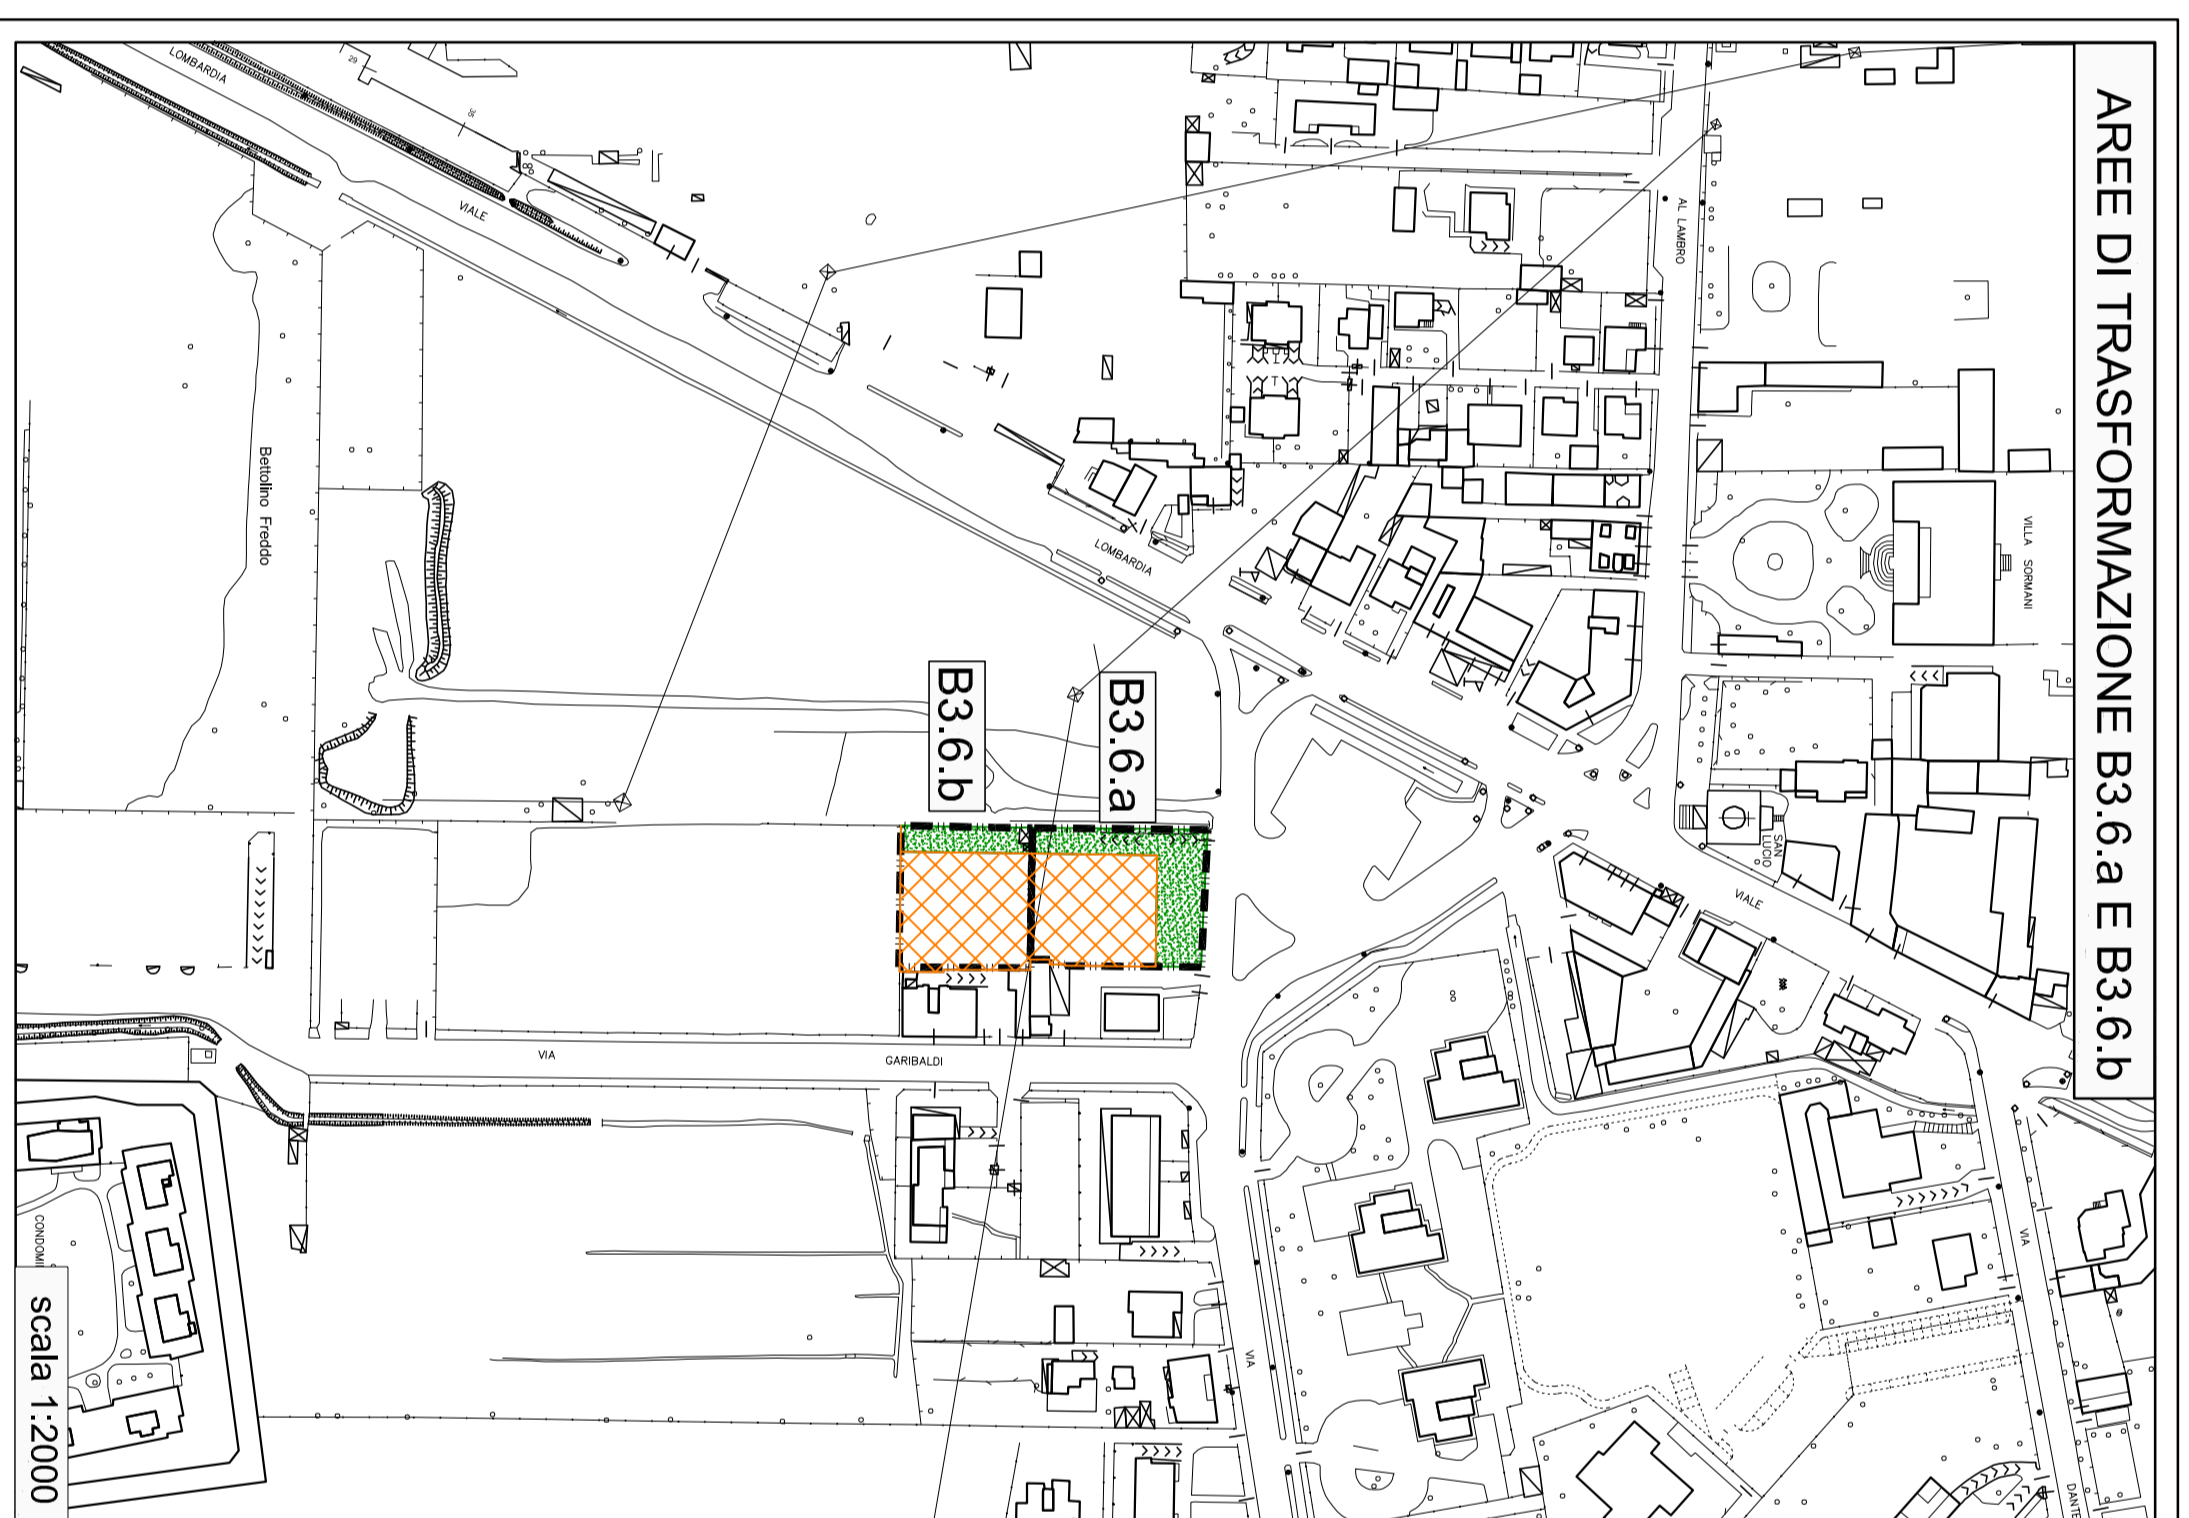 AREE DI TRASFORMAZIONE B3.6.a E B3.6.b
VILLA SORMANI
AL LAMBRO
SAN
LUCIO
VIALE
VIA
DANTE
LOMBARDIA
VIALE
LOMBARDIA
29
B3.6.a
B3.6.b
Bettolino Freddo
VIA
GARIBALDI
VIA
CONDOMI
scala 1:2000